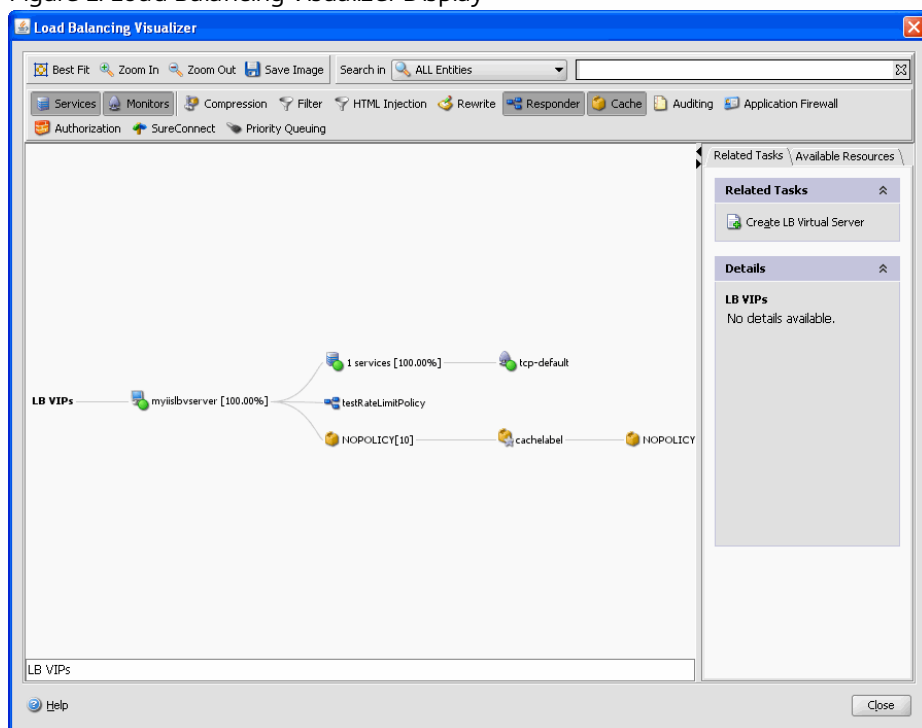 Figure 2. Load Balancing Visualizer Display
Load Balancing Visualizer
Best Fit Zoom In Zoom Out Save Image Search in ALL Entities
Services Monitors Compression Filter HTML Injection Rewrite Responder Cache Auditing Application Firewall
Authorization SureConnect Priority Queuing
Related Tasks Available Resources
Related Tasks
Create LB Virtual Server
Details
LB VIPs
No details available.
1 services [100.00%] tcp-default
LB VIPs myiislbvserver [100.00%] testRateLimitPolicy
NOPOLICY[10] cachelabel NOPOLICY
LB VIPs
Help Close